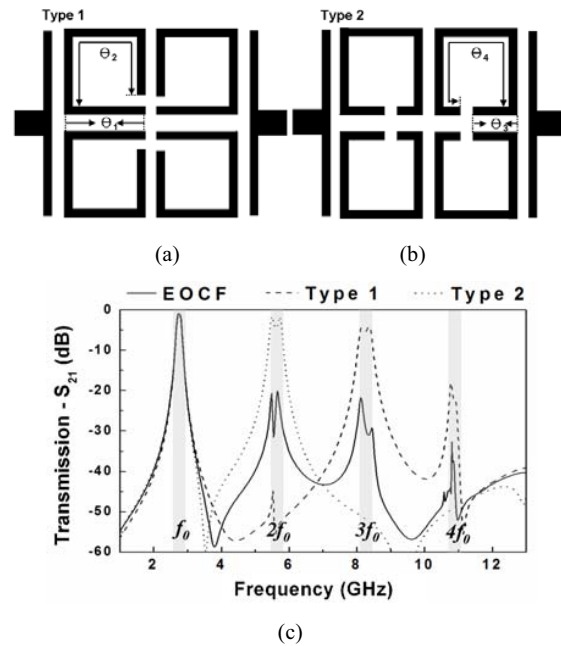 Type 1
Type 2
Θ2
Θ1
Θ4
Θ3
(a)
(b)
EOCF Type 1 Type 2
Transmission - S21 (dB)
0
-10
-20
-30
-40
-50
-60
f0 2f0 3f0 4f0
2 4 6 8 10 12
Frequency (GHz)
(c)